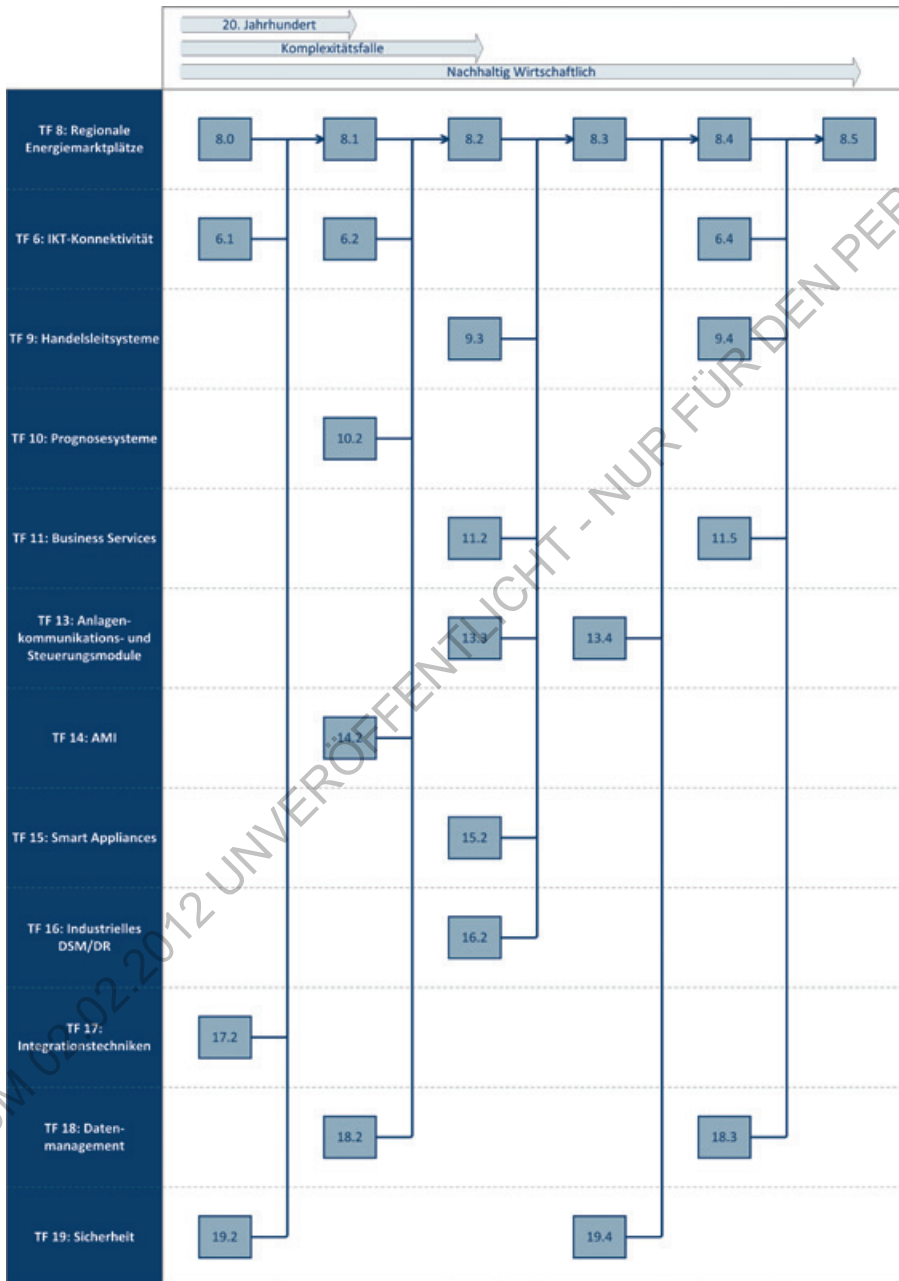 20. Jahrhundert
Komplexitätsfalle
Nachhaltig Wirtschaftlich
TF 8: Regionale
Energiemarktplätze
8.0
8.1
8.2
8.3
8.4
8.5
TF 6: IKT-Konnektivität
6.1
6.2
6.4
TF 9: Handelsleitsysteme
9.3
9.4
TF 10: Prognosesysteme
10.2
TF 11: Business Services
11.2
11.5
TF 13: Anlagen-
kommunikations- und
Steuerungsmodule
13.3
13.4
TF 14: AMI
14.2
TF 15: Smart Appliances
15.2
TF 16: Industrielles
DSM/DR
16.2
TF 17:
Integrationstechniken
17.2
TF 18: Daten-
management
18.2
18.3
TF 19: Sicherheit
19.2
19.4
02.02.2012 UNVERÖFFENTLICHT - NUR FÜR DEN